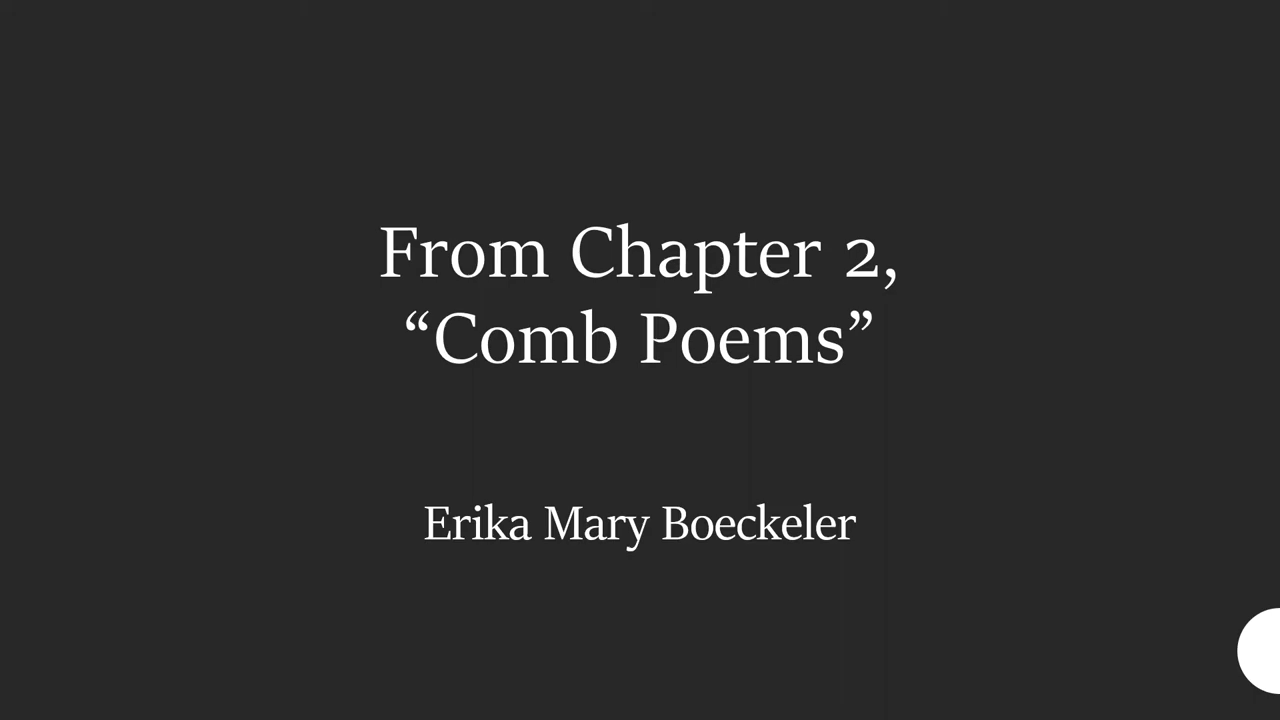 From Chapter 2,
“Comb Poems”
Erika Mary Boeckeler